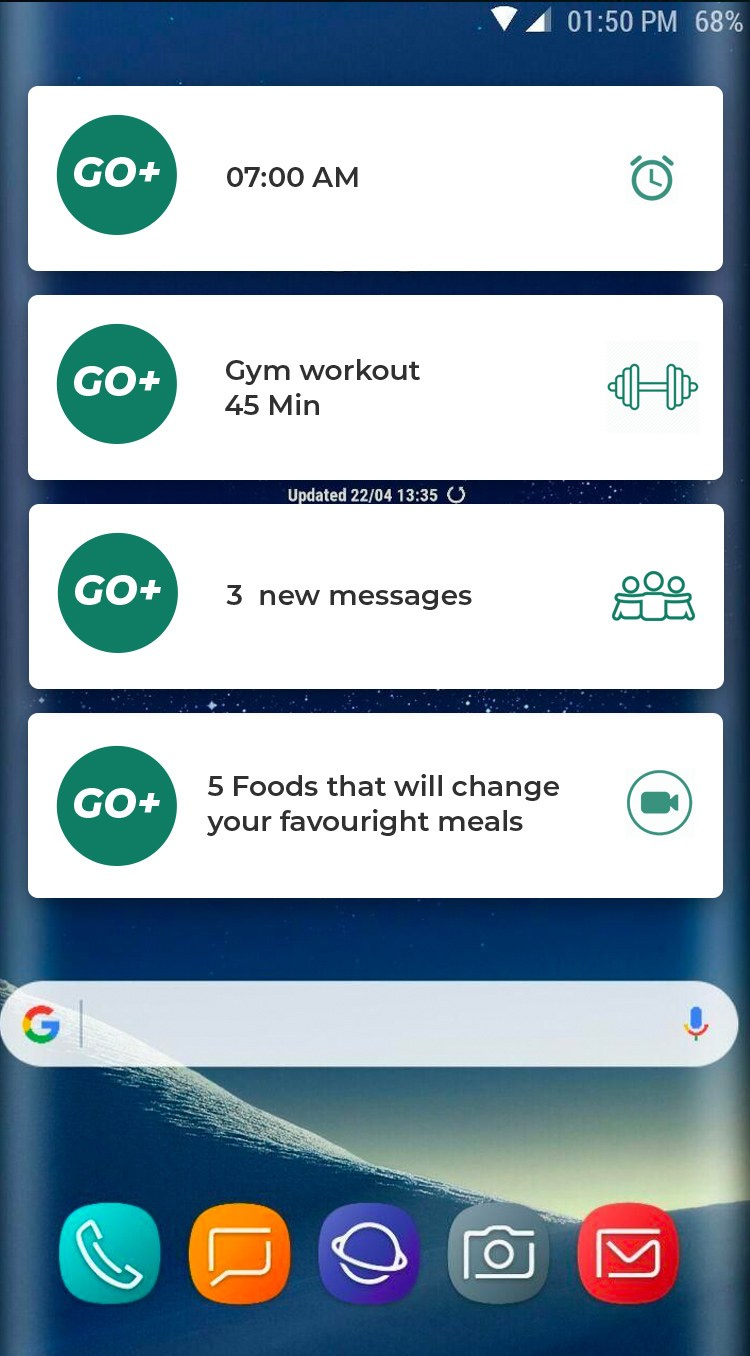 01:50 PM 68%
GO+ 07:00 AM
GO+ Gym workout
45 Min
Updated 22/04 13:35
GO+ 3 new messages
GO+ 5 Foods that will change
your favouright meals
G